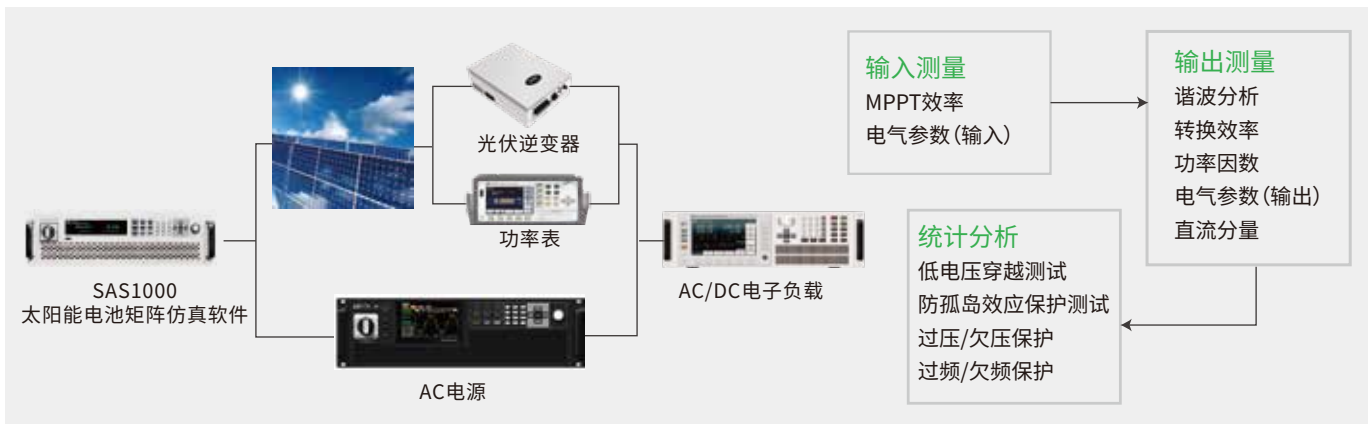 光伏逆变器
功率表
SAS1000
太阳能电池矩阵仿真软件
AC电源
AC/DC电子负载
输入测量
MPPT效率
电气参数(输入)
输出测量
谐波分析
转换效率
功率因数
电气参数(输出)
直流分量
统计分析
低电压穿越测试
防孤岛效应保护测试
过压/欠压保护
过频/欠频保护